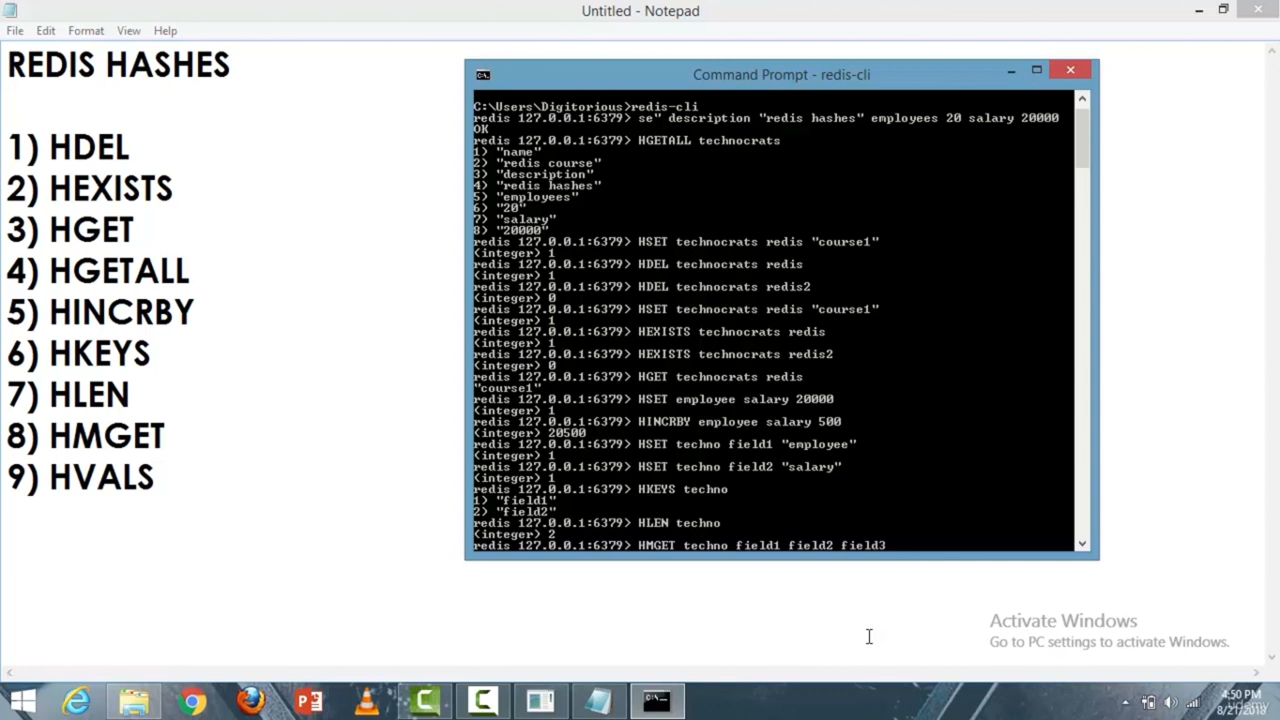 Untitled - Notepad
File Edit Format View Help
REDIS HASHES
1) HDEL
2) HEXISTS
3) HGET
4) HGETALL
5) HINCRBY
6) HKEYS
7) HLEN
8) HMGET
9) HVALS
Command Prompt - redis-cli
C:\Users\Digitorious>redis-cli
redis 127.0.0.1:6379> se" description "redis hashes" employees 20 salary 20000
OK
redis 127.0.0.1:6379> HGETALL technocrats
1) "name"
2) "redis course"
3) "description"
4) "redis hashes"
5) "employees"
6) "20"
7) "salary"
8) "20000"
redis 127.0.0.1:6379> HSET technocrats redis "course1"
(integer) 1
redis 127.0.0.1:6379> HDEL technocrats redis
(integer) 1
redis 127.0.0.1:6379> HDEL technocrats redis2
(integer) 0
redis 127.0.0.1:6379> HSET technocrats redis "course1"
(integer) 1
redis 127.0.0.1:6379> HEXISTS technocrats redis
(integer) 1
redis 127.0.0.1:6379> HEXISTS technocrats redis2
(integer) 0
redis 127.0.0.1:6379> HGET technocrats redis
"course1"
redis 127.0.0.1:6379> HSET employee salary 20000
(integer) 1
redis 127.0.0.1:6379> HINCRBY employee salary 500
(integer) 20500
redis 127.0.0.1:6379> HSET techno field1 "employee"
(integer) 1
redis 127.0.0.1:6379> HSET techno field2 "salary"
(integer) 1
redis 127.0.0.1:6379> HKEYS techno
1) "field1"
2) "field2"
redis 127.0.0.1:6379> HLEN techno
(integer) 2
redis 127.0.0.1:6379> HMGET techno field1 field2 field3
Activate Windows
Go to PC settings to activate Windows.
4:50 PM
8/21/2018
udemy